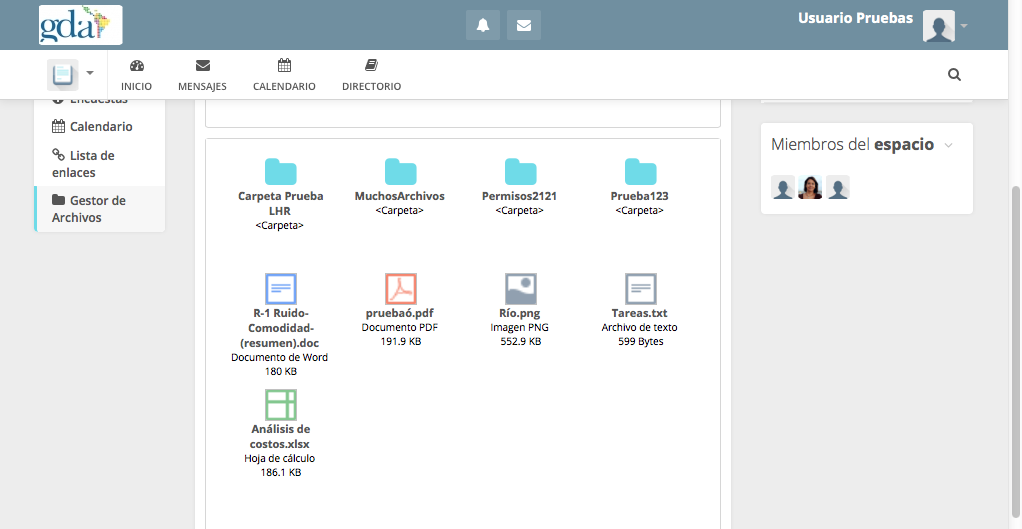 gda
Usuario Pruebas
INICIO
MENSAJES
CALENDARIO
DIRECTORIO
Encuestas
Calendario
Lista de
enlaces
Gestor de
Archivos
Carpeta Prueba
LHR
<Carpeta>
MuchosArchivos
<Carpeta>
Permisos2121
<Carpeta>
Prueba123
<Carpeta>
R-1 Ruido-
Comodidad-
(resumen).doc
Documento de Word
180 KB
pruebaó.pdf
Documento PDF
191.9 KB
Río.png
Imagen PNG
552.9 KB
Tareas.txt
Archivo de texto
599 Bytes
Análisis de
costos.xlsx
Hoja de cálculo
186.1 KB
Miembros del espacio